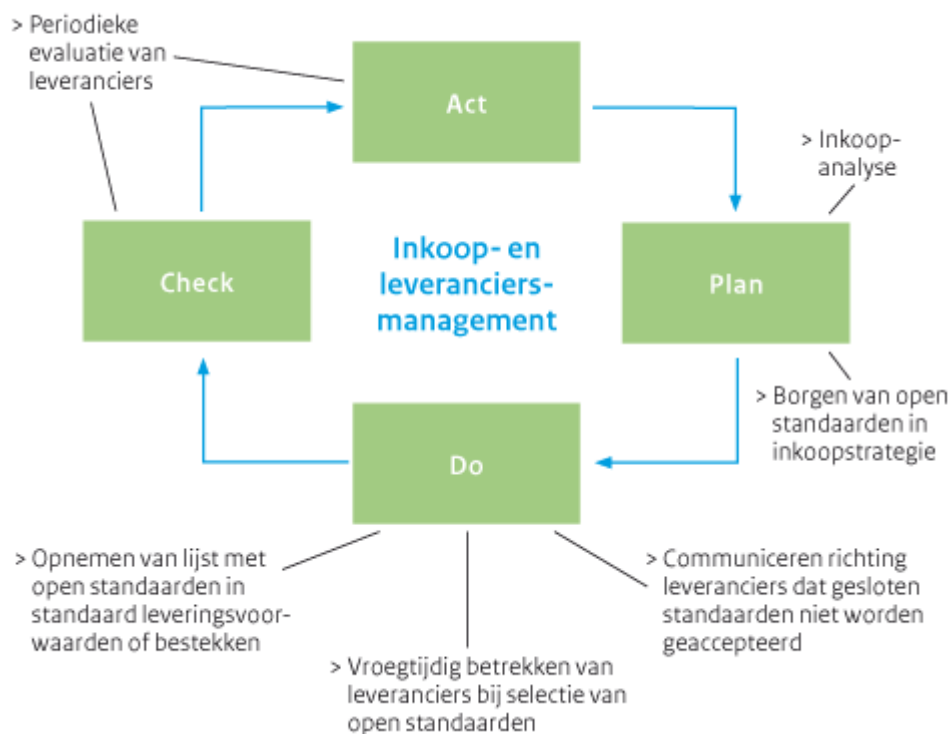 > Periodieke
evaluatie van
leveranciers
Act
> Inkoop-
analyse
Check
Inkoop- en
leveranciers-
management
Plan
> Borgen van open
standaarden in
inkoopstrategie
Do
> Opnemen van lijst met
open standaarden in
standaard leveringsvoor-
waarden of bestekken
> Vroegtijdig betrekken van
leveranciers bij selectie van
open standaarden
> Communiceren richting
leveranciers dat gesloten
standaarden niet worden
geaccepteerd